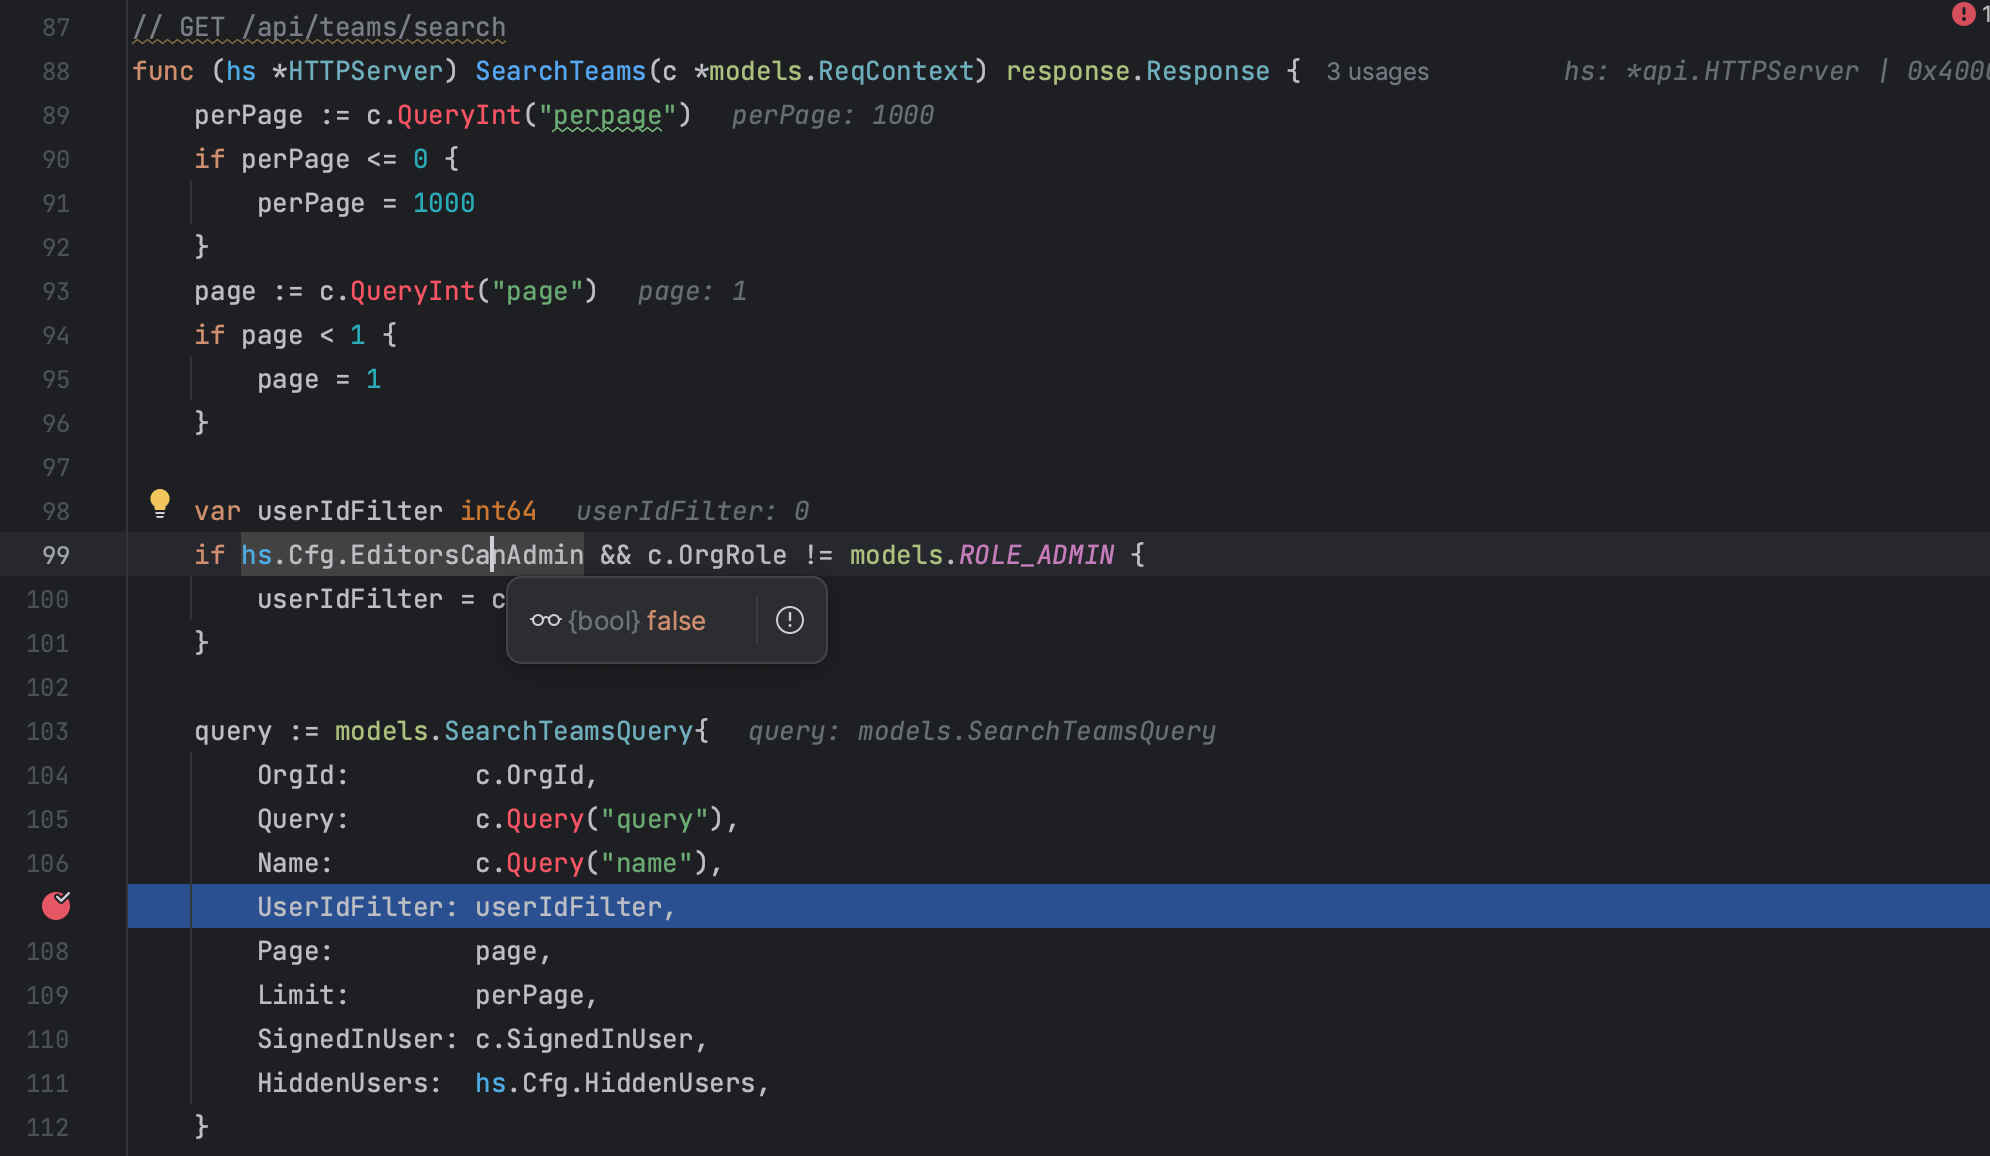 87 // GET /api/teams/search
88 func (hs *HTTPServer) SearchTeams(c *models.ReqContext) response.Response { 3 usages hs: *api.HTTPServer | 0x400
89 perPage := c.QueryInt("perpage") perPage: 1000
90 if perPage <= 0 {
91 perPage = 1000
92 }
93 page := c.QueryInt("page") page: 1
94 if page < 1 {
95 page = 1
96 }
97
98 var userIdFilter int64 userIdFilter: 0
99 if hs.Cfg.EditorsCanAdmin && c.OrgRole != models.ROLE_ADMIN {
100 userIdFilter = c
{bool} false
101 }
102
103 query := models.SearchTeamsQuery{ query: models.SearchTeamsQuery
104 OrgId: c.OrgId,
105 Query: c.Query("query"),
106 Name: c.Query("name"),
UserIdFilter: userIdFilter,
108 Page: page,
109 Limit: perPage,
110 SignedInUser: c.SignedInUser,
111 HiddenUsers: hs.Cfg.HiddenUsers,
112 }